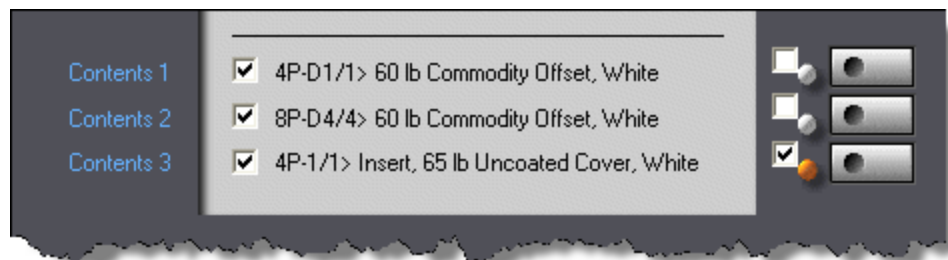 Contents 1 4P-D1/1> 60 lb Commodity Offset, White
Contents 2 8P-D4/4> 60 lb Commodity Offset, White
Contents 3 4P-1/1> Insert, 65 lb Uncoated Cover, White